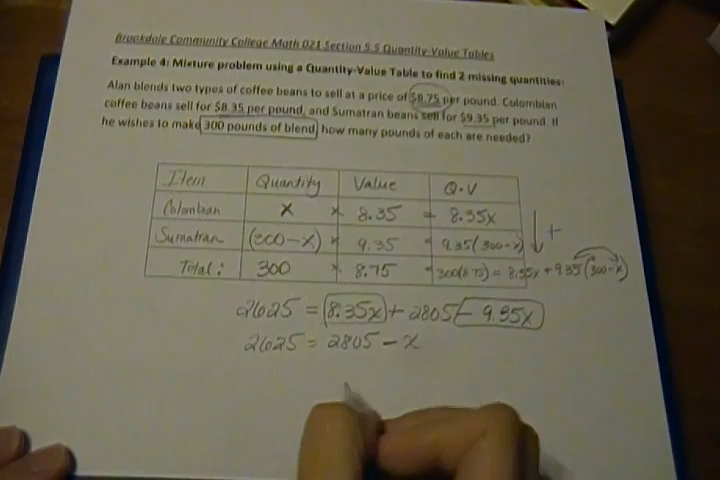 Brookdale Community College Math 021 Section 5.5 Quantity-Value Tables
Example 4: Mixture problem using a Quantity-Value Table to find 2 missing quantities:
Alan blends two types of coffee beans to sell at a price of $8.75 per pound. Colombian
coffee beans sell for $8.35 per pound, and Sumatran beans sell for $9.35 per pound. If
he wishes to make 300 pounds of blend, how many pounds of each are needed?
Item Quantity Value Q·V
Colombian x × 8.35 = 8.35x
Sumatran (300-x) × 9.35 = 9.35(300-x) +
Total: 300 × 8.75 = 300(8.75) = 8.35x + 9.35(300-x)
2625 = 8.35x + 2805 - 9.35x
2625 = 2805 - x